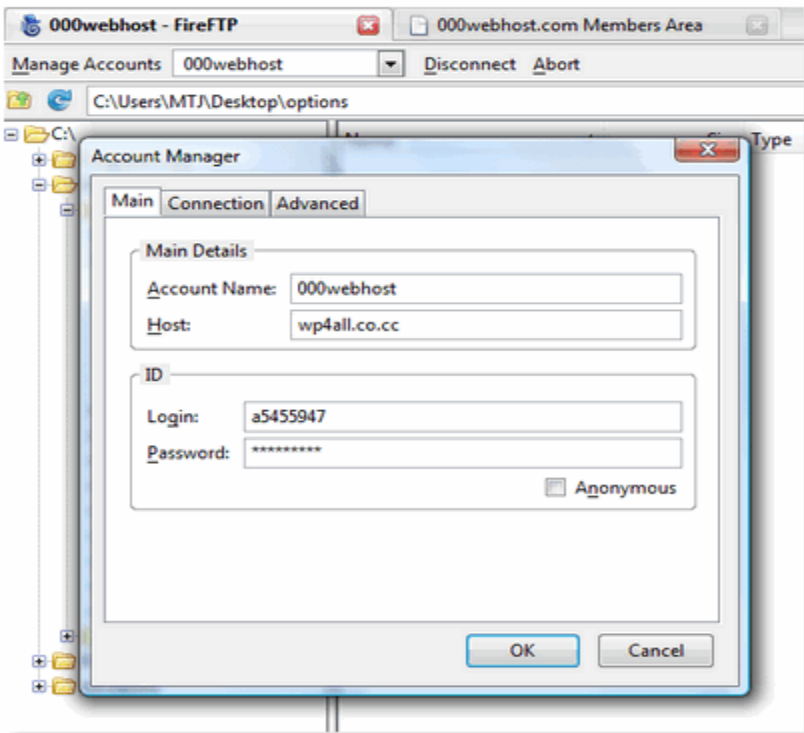 000webhost - FireFTP
000webhost.com Members Area
Manage Accounts 000webhost Disconnect Abort
C:\Users\MTJ\Desktop\options
C:\
Type
Account Manager
Main Connection Advanced
Main Details
Account Name: 000webhost
Host: wp4all.co.cc
ID
Login: a5455947
Password: *********
Anonymous
OK Cancel